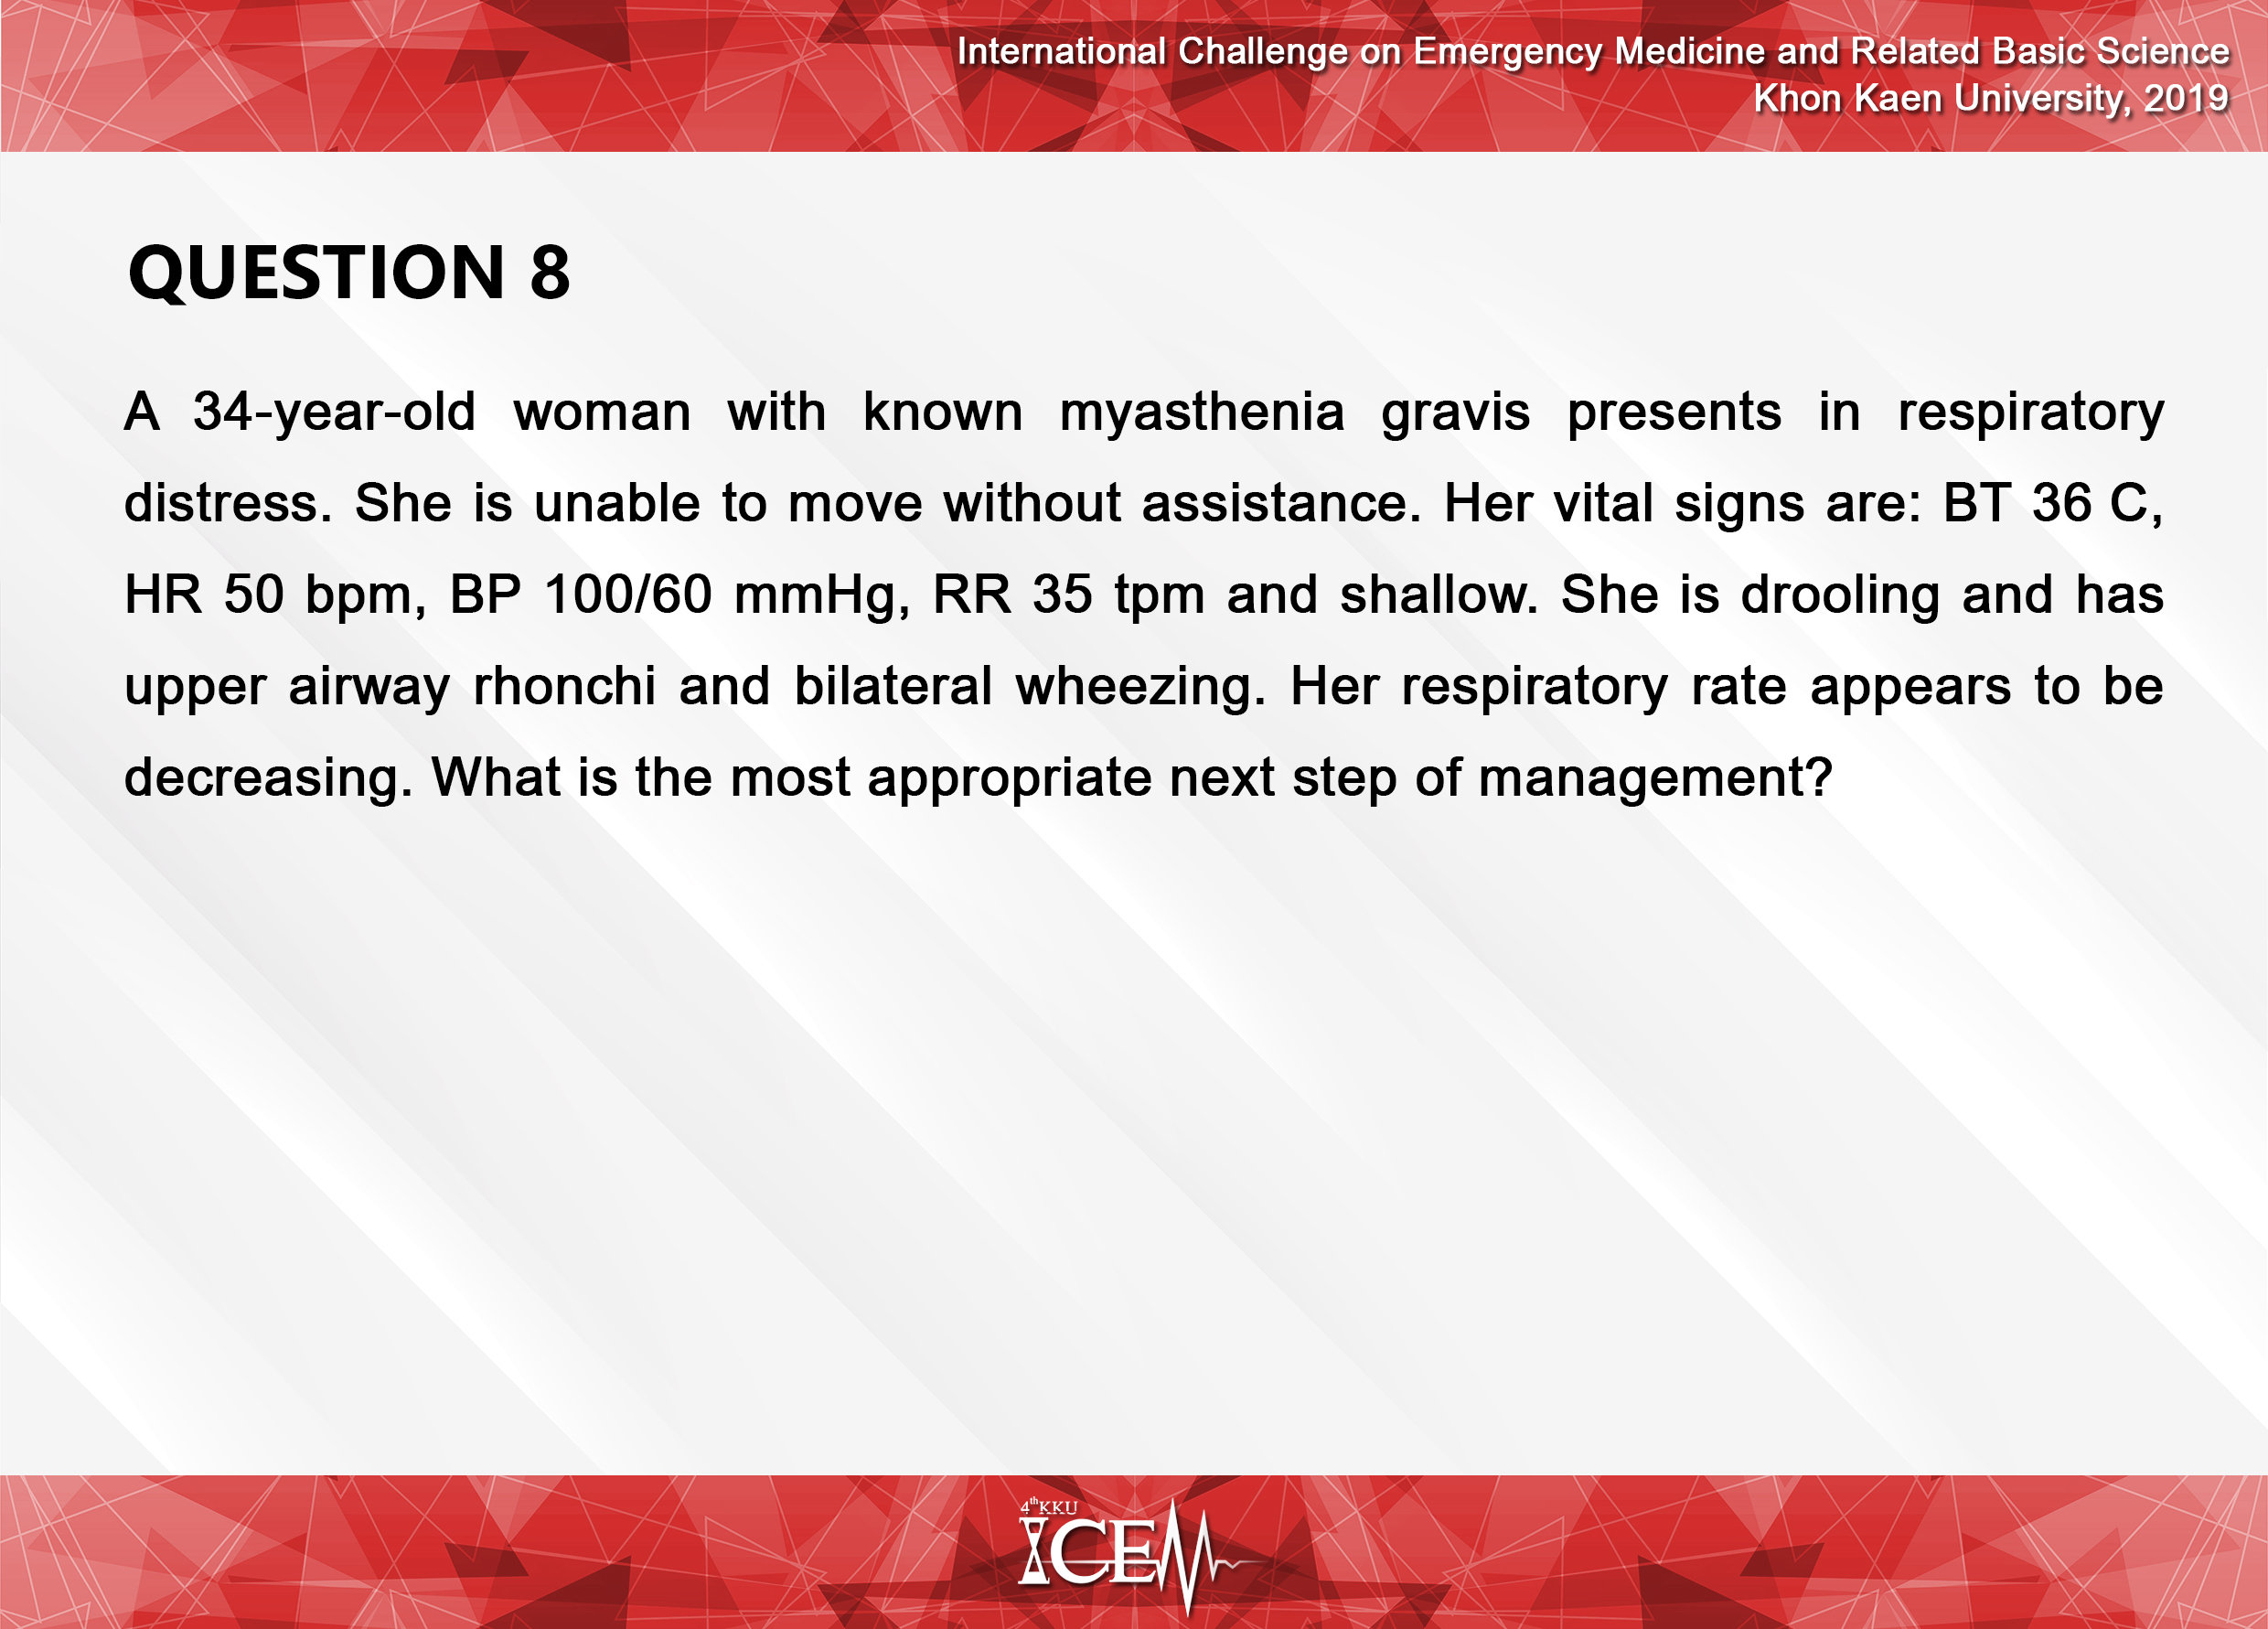 International Challenge on Emergency Medicine and Related Basic Science
Khon Kaen University, 2019
QUESTION 8
A 34-year-old woman with known myasthenia gravis presents in respiratory
distress. She is unable to move without assistance. Her vital signs are: BT 36 C,
HR 50 bpm, BP 100/60 mmHg, RR 35 tpm and shallow. She is drooling and has
upper airway rhonchi and bilateral wheezing. Her respiratory rate appears to be
decreasing. What is the most appropriate next step of management?
4th KKU
ICEM